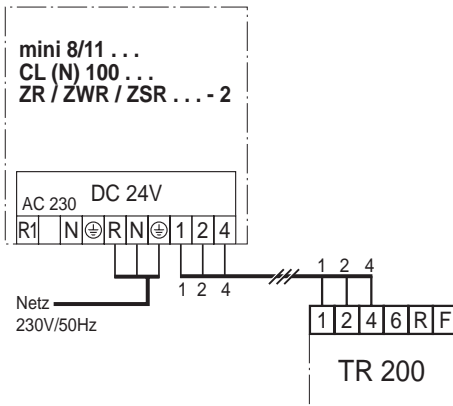 mini 8/11 . . .
CL (N) 100 . . .
ZR / ZWR / ZSR . . . - 2
DC 24V
AC 230
R1 N R N 1 2 4
1 2 4
1 2 4
Netz
230V/50Hz
1 2 4 6 R F
TR 200